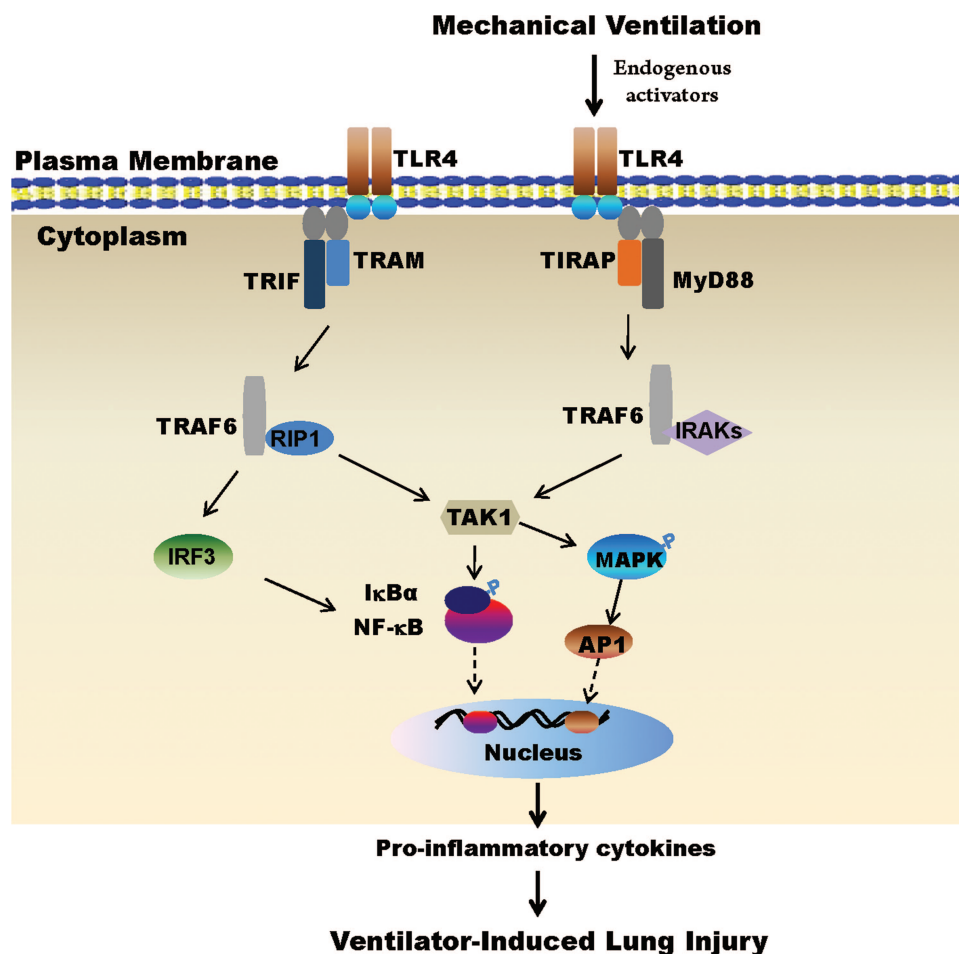 Mechanical Ventilation
Endogenous
activators
Plasma Membrane
TLR4
TLR4
Cytoplasm
TRIF
TRAM
TIRAP
MyD88
TRAF6
RIP1
TRAF6
IRAKs
TAK1
IRF3
MAPK
P
IκBα
P
NF-κB
AP1
Nucleus
Pro-inflammatory cytokines
Ventilator-Induced Lung Injury